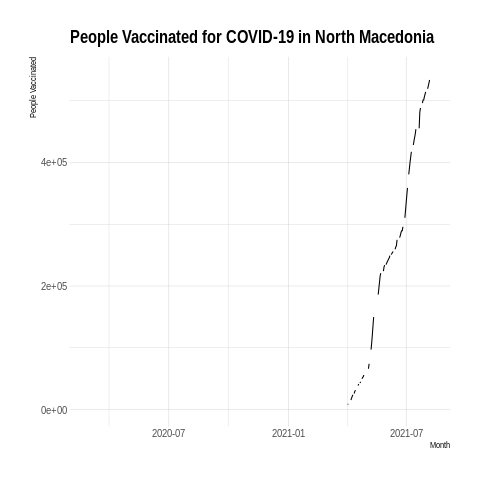 People Vaccinated for COVID-19 in North Macedonia
People Vaccinated
4e+05
2e+05
0e+00
2020-07
2021-01
2021-07
Month